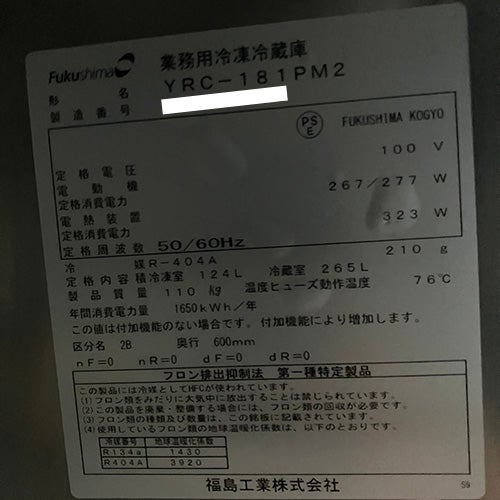 Fukushima
業務用冷凍冷蔵庫
形 名 YRC-181PM2
製造番号
PS E FUKUSHIMA KOGYO
定格電圧 100 V
電動機
定格消費電力 267/277 W
電熱装置
定格消費電力 323 W
定格周波数 50/60Hz
冷 媒 R-404A 210 g
定格内容積 冷凍室 124L 冷蔵室 265L
製品質量 110 kg 温度ヒューズ動作温度 76℃
年間消費電力量 1650kWh/年
この値は付加機能のない場合です。付加機能により増加します。
区分名 2B 奥行 600mm
nF=0 nR=0 dF=0 dR=0
フロン排出抑制法 第一種特定製品
この製品には冷媒としてHFCが使われています。
(1)フロン類をみだりに大気中に放出することは禁じられています。
(2)この製品を廃棄・整備する場合には、フロン類の回収が必要です。
(3)フロン類の種類及び数量は、この銘板に記載されています。
(4)使用しているフロン類の地球温暖化係数は、以下のとおりです。
冷媒番号 地球温暖化係数
R134a 1430
R404A 3920
福島工業株式会社
S9